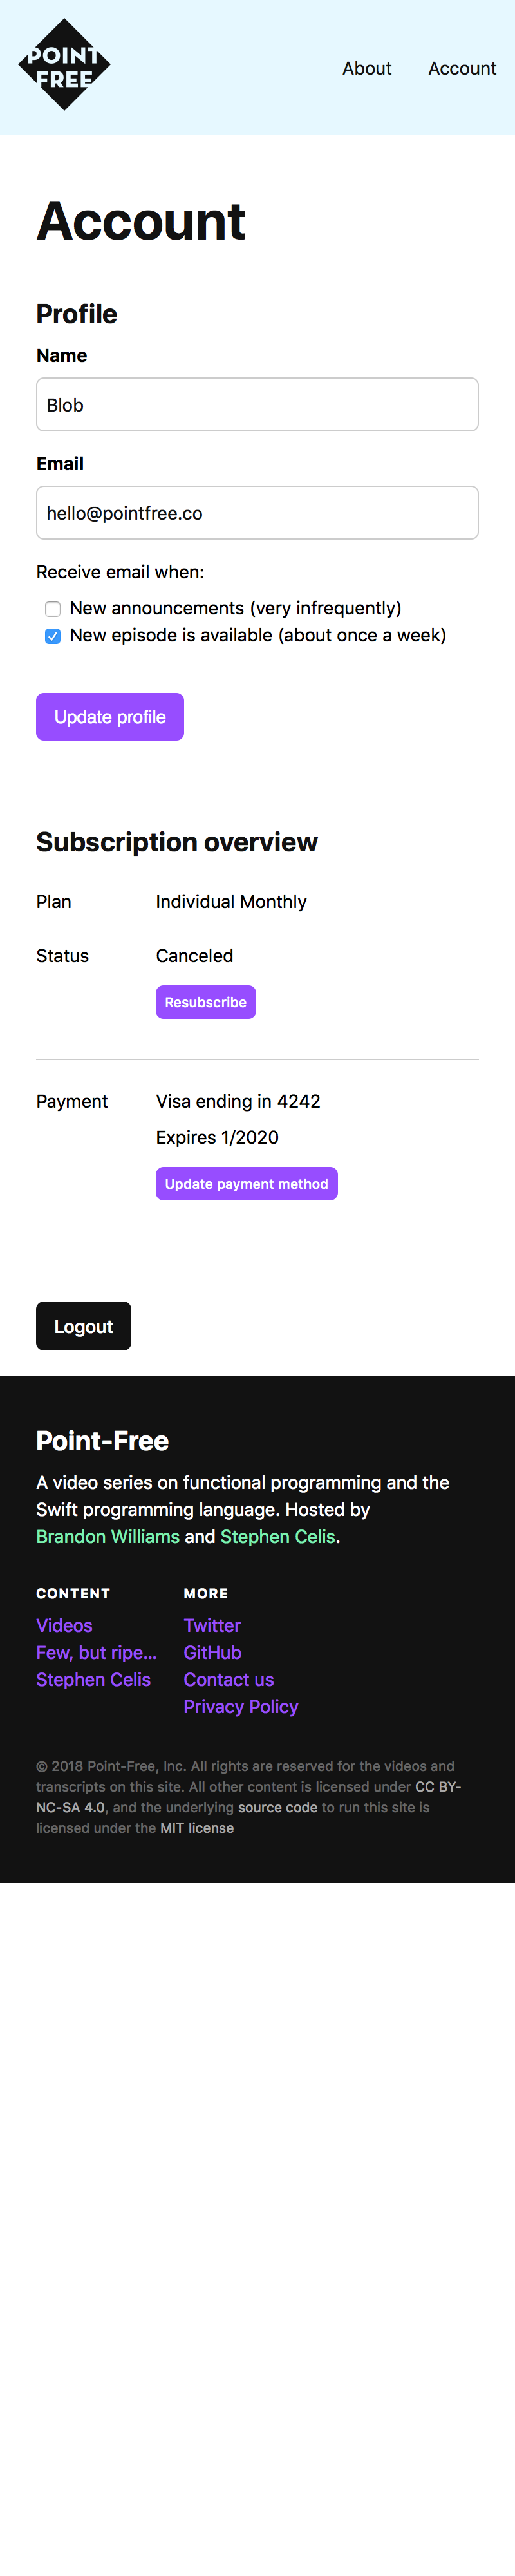 POINT
FREE
About
Account
Account
Profile
Name
Blob
Email
hello@pointfree.co
Receive email when:
New announcements (very infrequently)
New episode is available (about once a week)
Update profile
Subscription overview
Plan
Individual Monthly
Status
Canceled
Resubscribe
Payment
Visa ending in 4242
Expires 1/2020
Update payment method
Logout
Point-Free
A video series on functional programming and the
Swift programming language. Hosted by
Brandon Williams and Stephen Celis.
CONTENT
Videos
Few, but ripe...
Stephen Celis
MORE
Twitter
GitHub
Contact us
Privacy Policy
© 2018 Point-Free, Inc. All rights are reserved for the videos and
transcripts on this site. All other content is licensed under CC BY-
NC-SA 4.0, and the underlying source code to run this site is
licensed under the MIT license